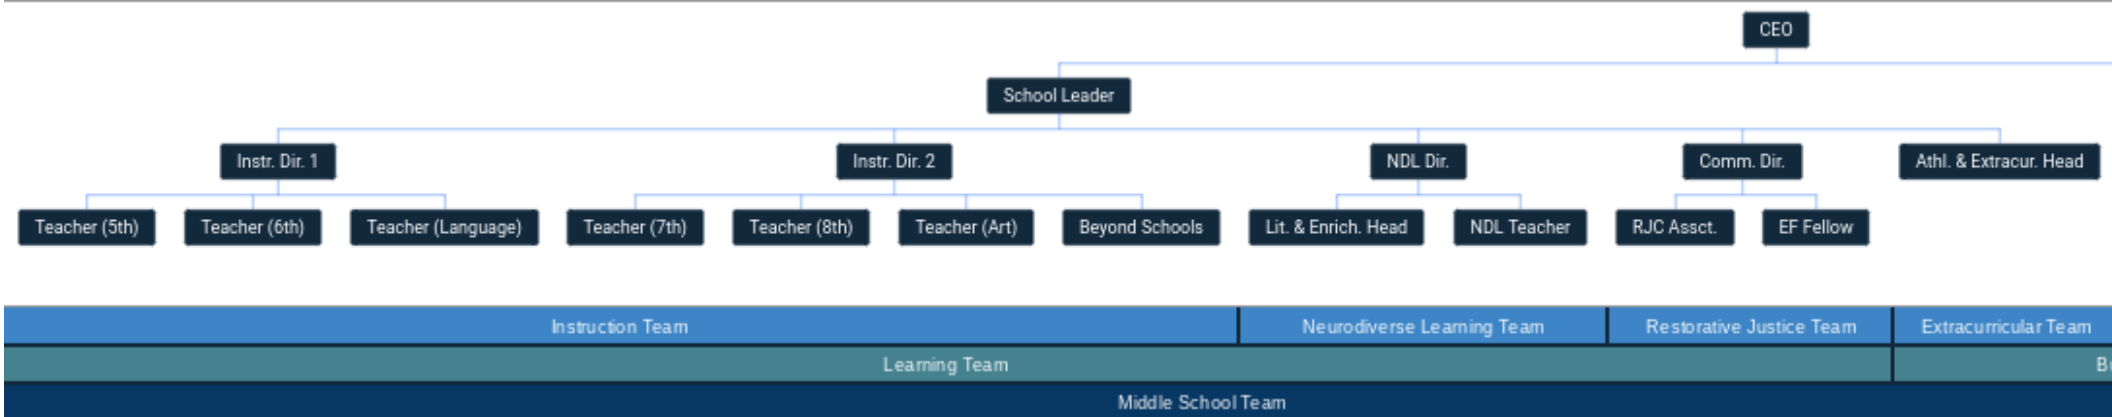 CEO
School Leader
Instr. Dir. 1
Instr. Dir. 2
NDL Dir.
Comm. Dir.
Athl. & Extracur. Head
Teacher (5th)
Teacher (6th)
Teacher (Language)
Teacher (7th)
Teacher (8th)
Teacher (Art)
Beyond Schools
Lit. & Enrich. Head
NDL Teacher
RJC Assct.
EF Fellow
Instruction Team
Neurodiverse Learning Team
Restorative Justice Team
Extracurricular Team
Learning Team
Middle School Team